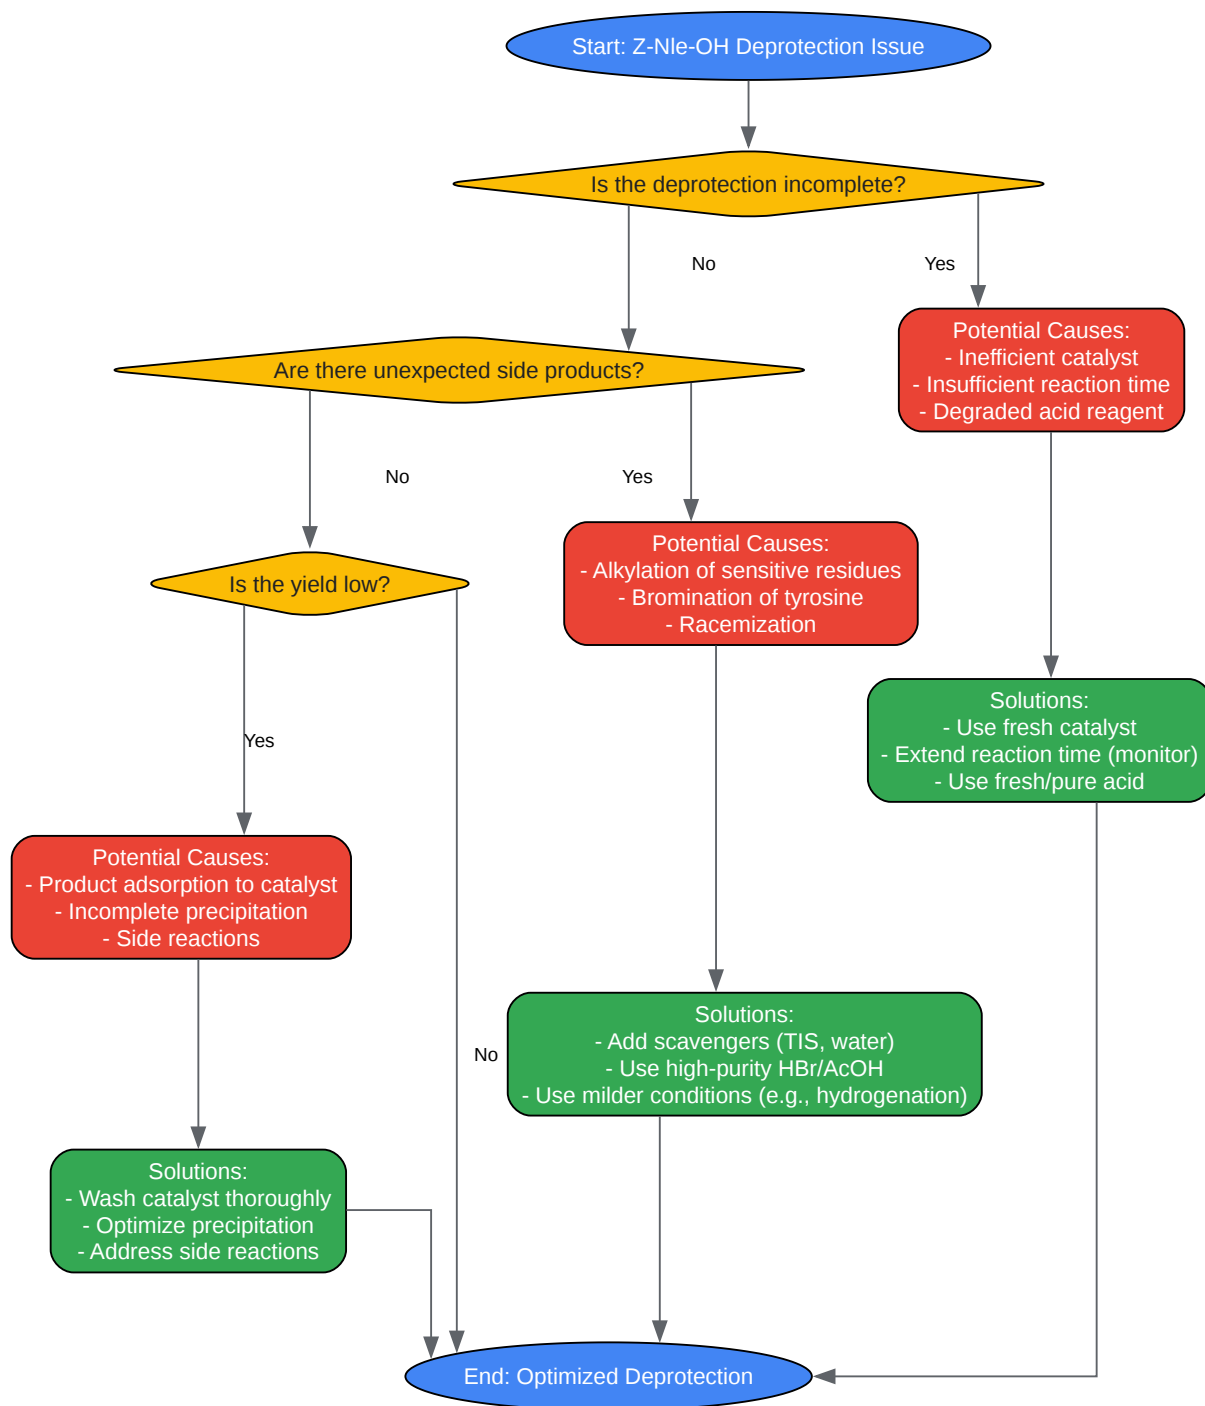 Start: Z-Nle-OH Deprotection Issue
Is the deprotection incomplete?
No
Yes
Potential Causes:
- Inefficient catalyst
- Insufficient reaction time
- Degraded acid reagent
Are there unexpected side products?
No
Yes
Potential Causes:
- Alkylation of sensitive residues
- Bromination of tyrosine
- Racemization
Is the yield low?
Solutions:
- Use fresh catalyst
- Extend reaction time (monitor)
- Use fresh/pure acid
Yes
Potential Causes:
- Product adsorption to catalyst
- Incomplete precipitation
- Side reactions
No
Solutions:
- Add scavengers (TIS, water)
- Use high-purity HBr/AcOH
- Use milder conditions (e.g., hydrogenation)
Solutions:
- Wash catalyst thoroughly
- Optimize precipitation
- Address side reactions
End: Optimized Deprotection